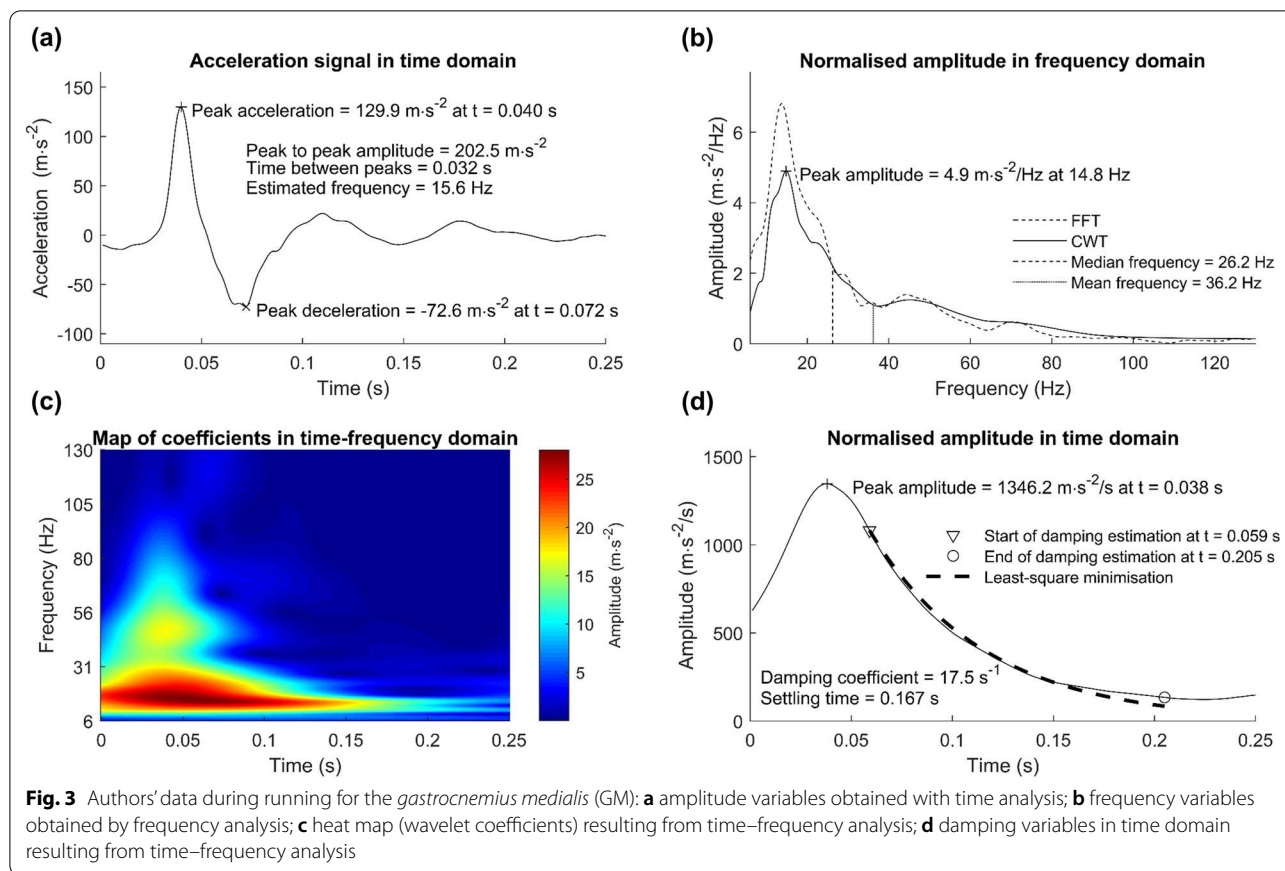 (a)
Acceleration signal in time domain
150
100
50
0
-50
-100
Acceleration (m·s⁻²)
Peak acceleration = 129.9 m·s⁻² at t = 0.040 s
Peak to peak amplitude = 202.5 m·s⁻²
Time between peaks = 0.032 s
Estimated frequency = 15.6 Hz
Peak deceleration = -72.6 m·s⁻² at t = 0.072 s
0 0.05 0.1 0.15 0.2 0.25
Time (s)
(b)
Normalised amplitude in frequency domain
6
4
2
0
Amplitude (m·s⁻²/Hz)
Peak amplitude = 4.9 m·s⁻²/Hz at 14.8 Hz
FFT
CWT
Median frequency = 26.2 Hz
Mean frequency = 36.2 Hz
20 40 60 80 100 120
Frequency (Hz)
(c)
Map of coefficients in time-frequency domain
130
105
80
56
31
6
Frequency (Hz)
0 0.05 0.1 0.15 0.2 0.25
Time (s)
25
20
15
10
5
Amplitude (m·s⁻²)
(d)
Normalised amplitude in time domain
1500
1000
500
0
Amplitude (m·s⁻²/s)
Peak amplitude = 1346.2 m·s⁻²/s at t = 0.038 s
Start of damping estimation at t = 0.059 s
End of damping estimation at t = 0.205 s
Least-square minimisation
Damping coefficient = 17.5 s⁻¹
Settling time = 0.167 s
0 0.05 0.1 0.15 0.2 0.25
Time (s)
Fig. 3 Authors' data during running for the gastrocnemius medialis (GM): a amplitude variables obtained with time analysis; b frequency variables
obtained by frequency analysis; c heat map (wavelet coefficients) resulting from time–frequency analysis; d damping variables in time domain
resulting from time–frequency analysis